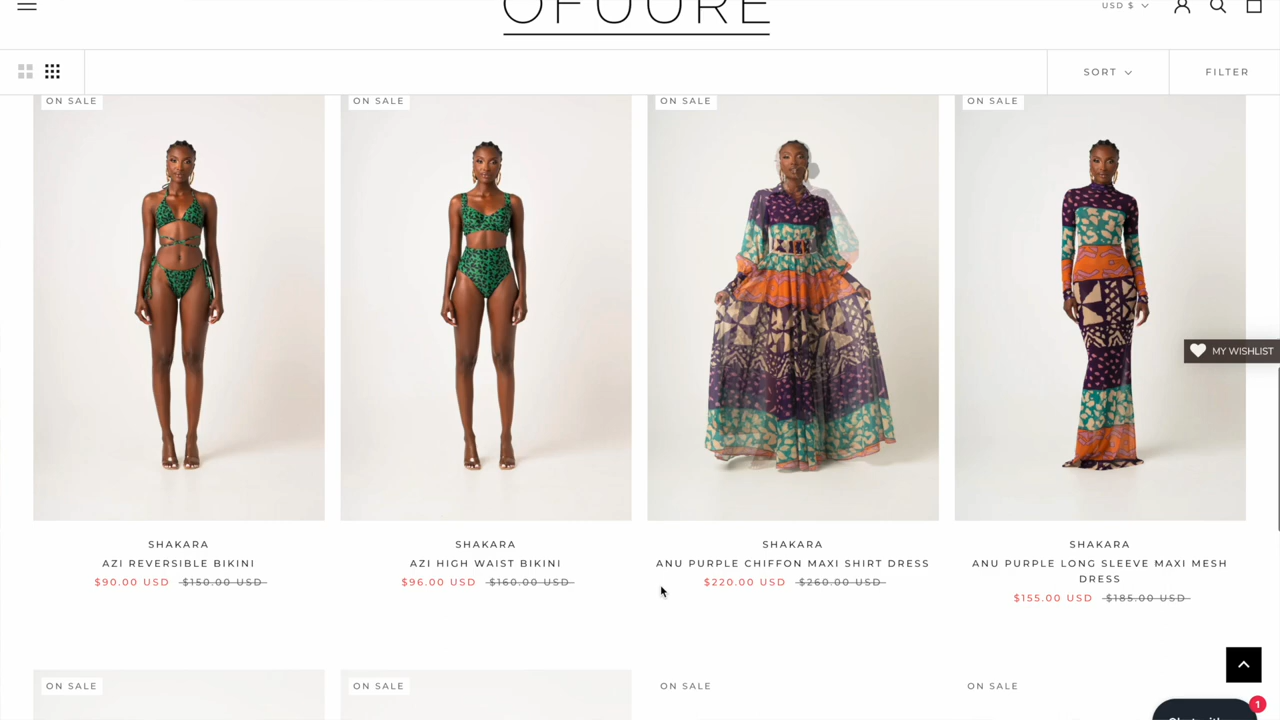 OFUURE
USD $
SORT
FILTER
ON SALE
ON SALE
ON SALE
ON SALE
MY WISHLIST
SHAKARA
AZI REVERSIBLE BIKINI
$90.00 USD $150.00 USD
SHAKARA
AZI HIGH WAIST BIKINI
$96.00 USD $160.00 USD
SHAKARA
ANU PURPLE CHIFFON MAXI SHIRT DRESS
$220.00 USD $260.00 USD
SHAKARA
ANU PURPLE LONG SLEEVE MAXI MESH
DRESS
$155.00 USD $185.00 USD
ON SALE
ON SALE
ON SALE
ON SALE
1
Chat with